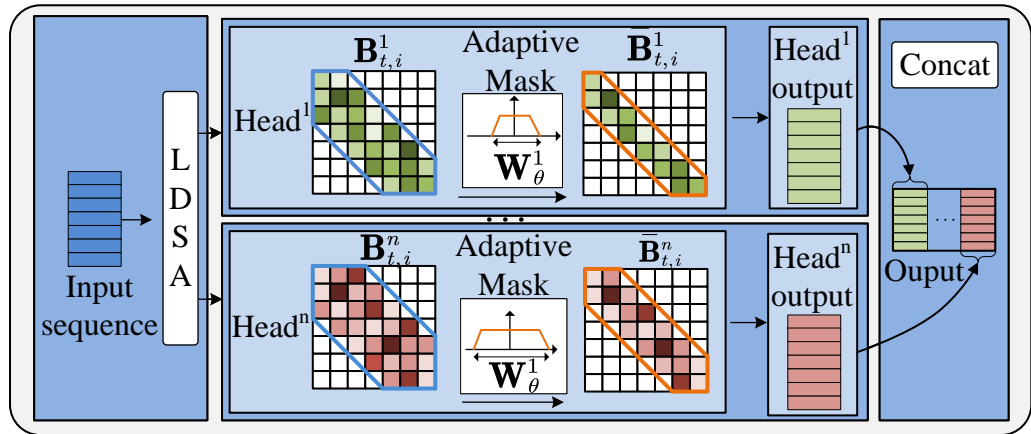 Input
sequence
L
D
S
A
Head^1
B^1_{t,i}
Adaptive
Mask
W^1_θ
B̄^1_{t,i}
Head^1
output
...
Head^n
B^n_{t,i}
Adaptive
Mask
W^1_θ
B̄^n_{t,i}
Head^n
output
Concat
...
Ouput